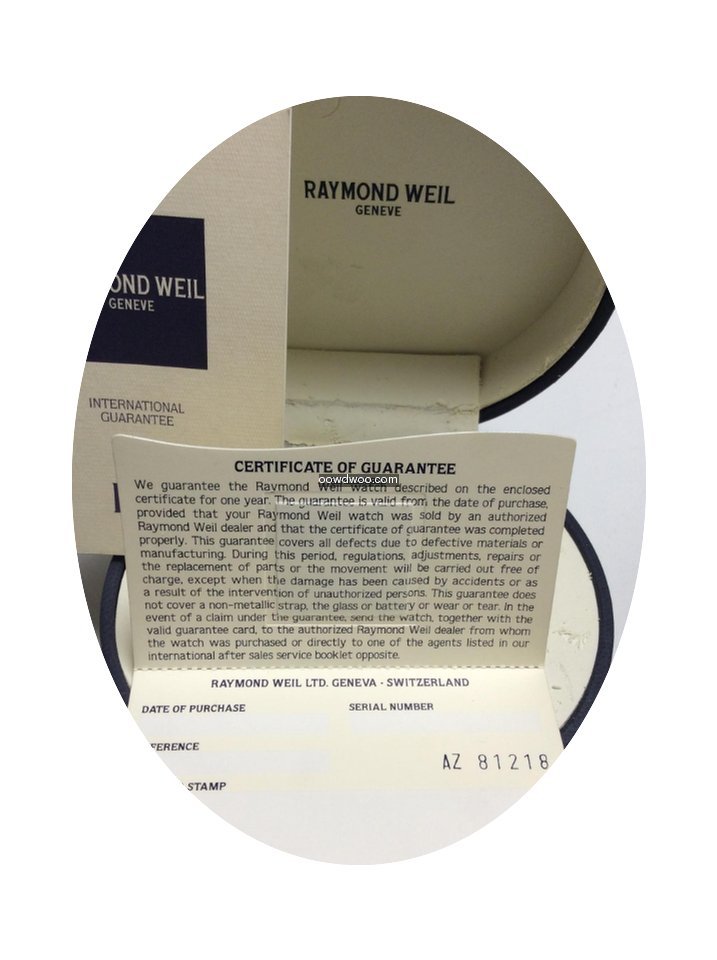 RAYMOND WEIL
GENEVE
OND WEIL
GENEVE
INTERNATIONAL
GUARANTEE
CERTIFICATE OF GUARANTEE
oowdwoo.com
We guarantee the Raymond Weil watch described on the enclosed
certificate for one year. The guarantee is valid from the date of purchase,
provided that your Raymond Weil watch was sold by an authorized
Raymond Weil dealer and that the certificate of guarantee was completed
properly. This guarantee covers all defects due to defective materials or
manufacturing. During this period, regulations, adjustments, repairs or
the replacement of parts or the movement will be carried out free of
charge, except when the damage has been caused by accidents or as
a result of the intervention of unauthorized persons. This guarantee does
not cover a non-metallic strap, the glass or battery or wear or tear. In the
event of a claim under the guarantee, send the watch, together with the
valid guarantee card, to the authorized Raymond Weil dealer from whom
the watch was purchased or directly to one of the agents listed in our
international after sales service booklet opposite.
RAYMOND WEIL LTD. GENEVA - SWITZERLAND
DATE OF PURCHASE
SERIAL NUMBER
FERENCE
AZ 81218
STAMP